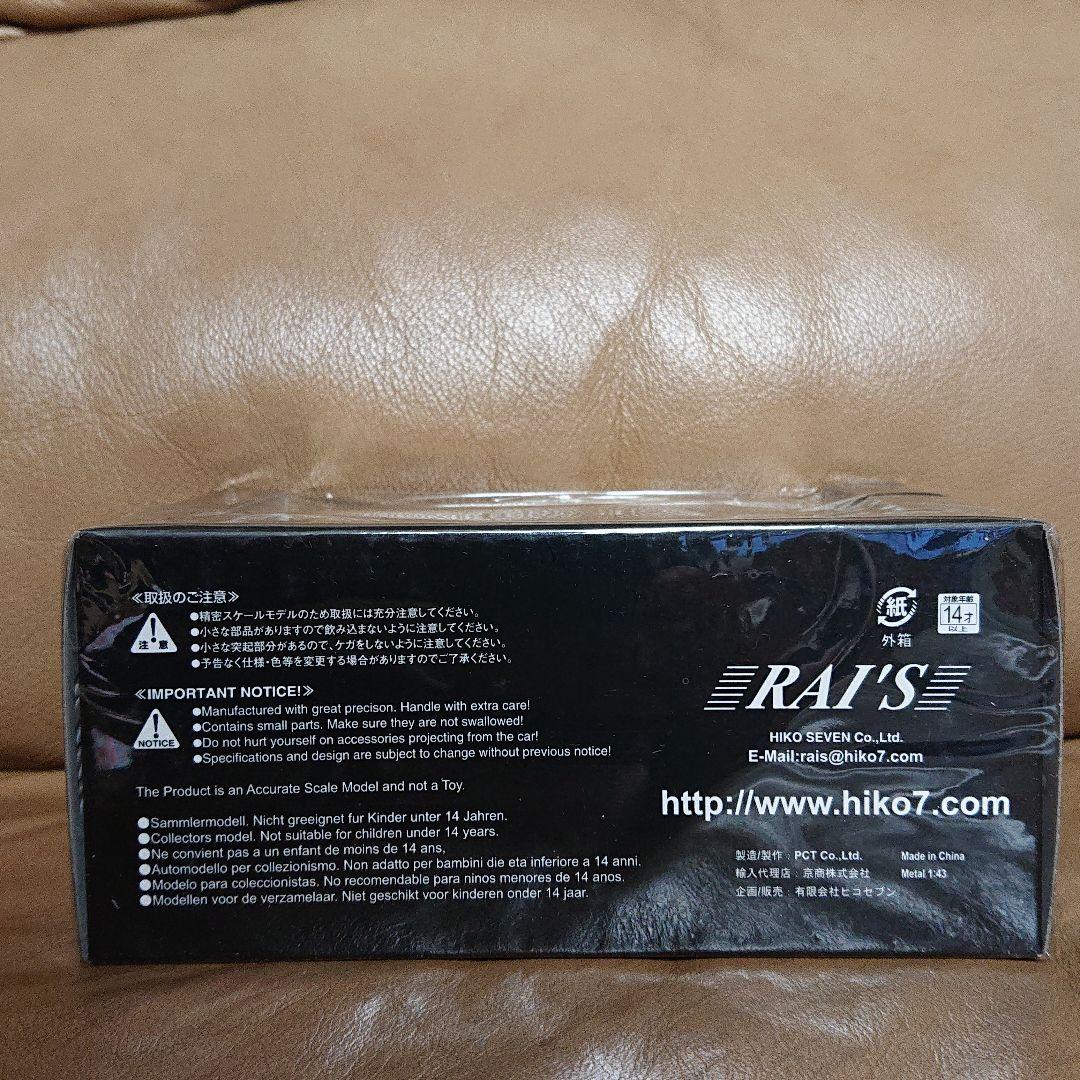 ≪取扱のご注意≫
注意
●精密スケールモデルのため取扱には充分注意してください。
●小さな部品がありますので飲み込まないように注意してください。
●小さな突起部分があるので、ケガをしないように注意してください。
●予告なく仕様・色等を変更する場合がありますのでご了承ください。
≪IMPORTANT NOTICE!≫
NOTICE
●Manufactured with great precison. Handle with extra care!
●Contains small parts. Make sure they are not swallowed!
●Do not hurt yourself on accessories projecting from the car!
●Specifications and design are subject to change without previous notice!
The Product is an Accurate Scale Model and not a Toy.
●Sammlermodell. Nicht greeignet fur Kinder unter 14 Jahren.
●Collectors model. Not suitable for children under 14 years.
●Ne convient pas a un enfant de moins de 14 ans,
●Automodello per collezionismo. Non adatto per bambini die eta inferiore a 14 anni.
●Modelo para coleccionistas. No recomendable para ninos menores de 14 anos.
●Modellen voor de verzamelaar. Niet geschikt voor kinderen onder 14 jaar.
紙
外箱
対象年齢
14才
以上
RAI'S
HIKO SEVEN Co.,Ltd.
E-Mail:rais@hiko7.com
http://www.hiko7.com
製造/製作：PCT Co.,Ltd. Made in China
輸入代理店：京商株式会社 Metal 1:43
企画/販売：有限会社ヒコセブン